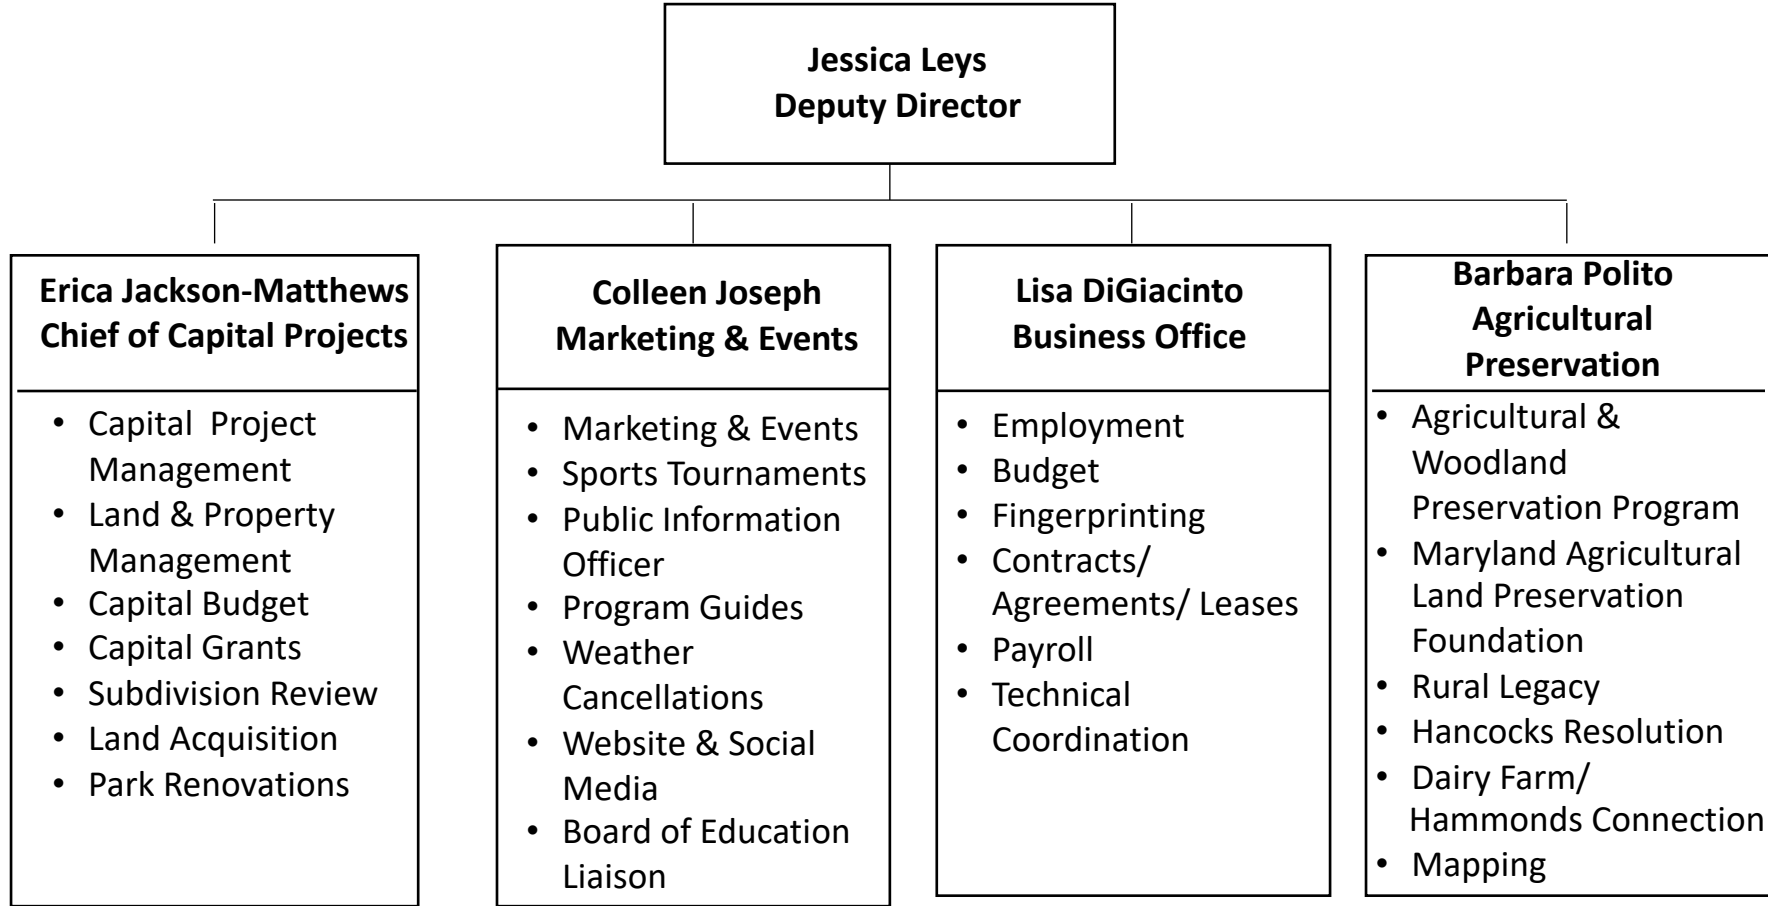 Jessica Leys
Deputy Director
Erica Jackson-Matthews
Chief of Capital Projects
• Capital  Project
Management
• Land & Property
Management
• Capital Budget
• Capital Grants
• Subdivision Review
• Land Acquisition
• Park Renovations
Colleen Joseph
Marketing & Events
• Marketing & Events
• Sports Tournaments
• Public Information
Officer
• Program Guides
• Weather
Cancellations
• Website & Social
Media
• Board of Education
Liaison
Lisa DiGiacinto
Business Office
• Employment
• Budget
• Fingerprinting
• Contracts/
Agreements/ Leases
• Payroll
• Technical
Coordination
Barbara Polito
Agricultural
Preservation
• Agricultural &
Woodland
Preservation Program
• Maryland Agricultural
Land Preservation
Foundation
• Rural Legacy
• Hancocks Resolution
• Dairy Farm/
Hammonds Connection
• Mapping